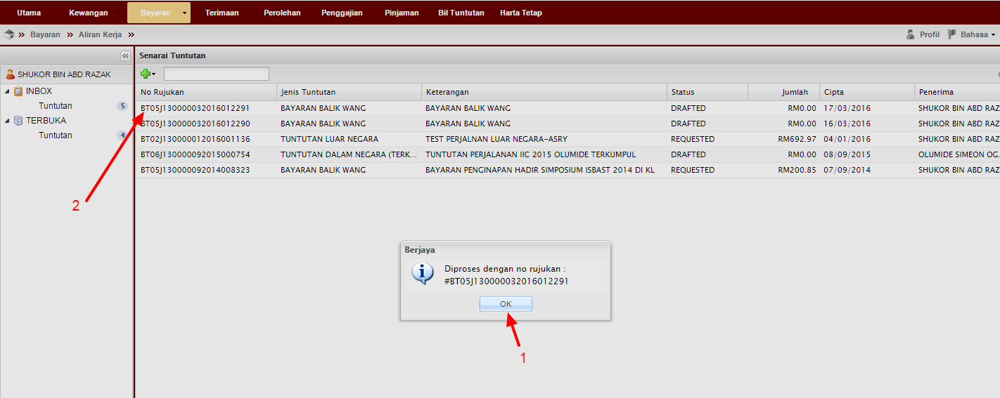 Utama Kewangan Bayaran Terimaan Perolehan Penggajian Pinjaman Bil Tuntutan Harta Tetap
Bayaran Aliran Kerja Profil Bahasa
Senarai Tuntutan
SHUKOR BIN ABD RAZAK
INBOX
Tuntutan 5
TERBUKA
Tuntutan 4
No Rujukan Jenis Tuntutan Keterangan Status Jumlah Cipta Penerima
BT05J130000032016012291 BAYARAN BALIK WANG BAYARAN BALIK WANG DRAFTED RM0.00 17/03/2016 SHUKOR BIN ABD RAZ
BT05J130000032016012290 BAYARAN BALIK WANG BAYARAN BALIK WANG DRAFTED RM0.00 16/03/2016 SHUKOR BIN ABD RAZ
BT02J130000012016001136 TUNTUTAN LUAR NEGARA TEST PERJALNAN LUAR NEGARA-ASRY REQUESTED RM692.97 04/01/2016 SHUKOR BIN ABD RAZ
BT06J130000092015000754 TUNTUTAN DALAM NEGARA (TERK... TUNTUTAN PERJALANAN IIC 2015 OLUMIDE TERKUMPUL DRAFTED RM0.00 08/09/2015 OLUMIDE SIMEON OG.
BT05J130000092014008323 BAYARAN BALIK WANG BAYARAN PENGINAPAN HADIR SIMPOSIUM ISBAST 2014 DI KL REQUESTED RM200.85 07/09/2014 SHUKOR BIN ABD RAZ
2
Berjaya
Diproses dengan no rujukan :
#BT05J130000032016012291
OK
1